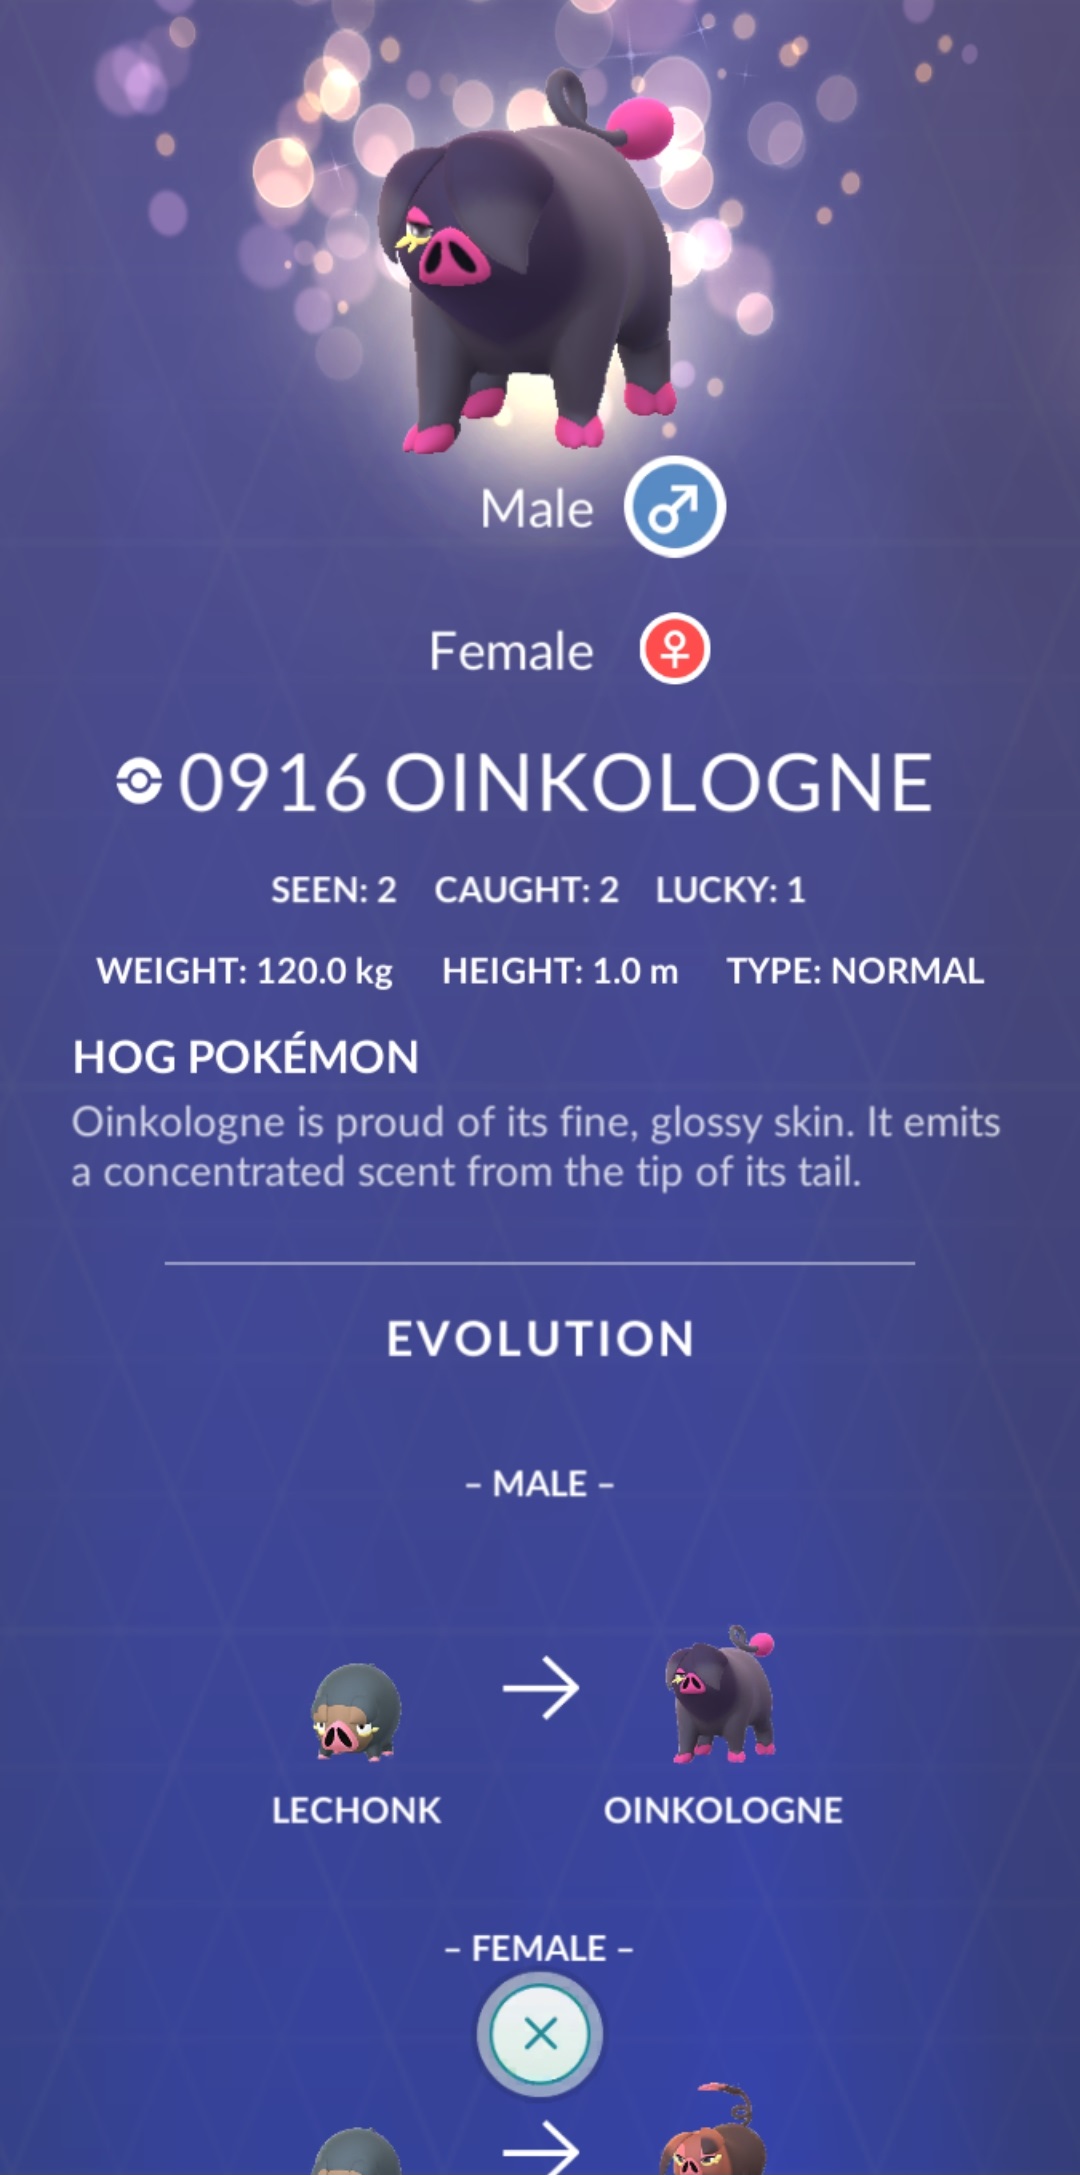 Male
Female
0916 OINKOLOGNE
SEEN: 2 CAUGHT: 2 LUCKY: 1
WEIGHT: 120.0 kg HEIGHT: 1.0 m TYPE: NORMAL
HOG POKÉMON
Oinkologne is proud of its fine, glossy skin. It emits
a concentrated scent from the tip of its tail.
EVOLUTION
– MALE –
LECHONK OINKOLOGNE
– FEMALE –